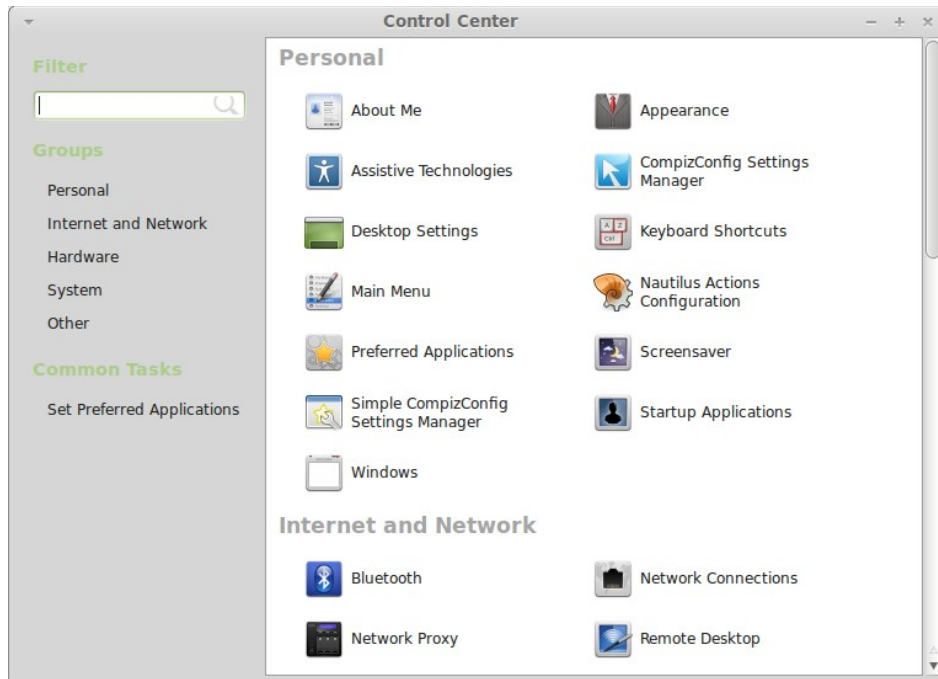 Control Center
Filter
Groups
Personal
Internet and Network
Hardware
System
Other
Common Tasks
Set Preferred Applications
Personal
About Me
Appearance
Assistive Technologies
CompizConfig Settings
Manager
Desktop Settings
A Z
Ctrl
Keyboard Shortcuts
Main Menu
Nautilus Actions
Configuration
Preferred Applications
Screensaver
Simple CompizConfig
Settings Manager
Startup Applications
Windows
Internet and Network
Bluetooth
Network Connections
Network Proxy
Remote Desktop